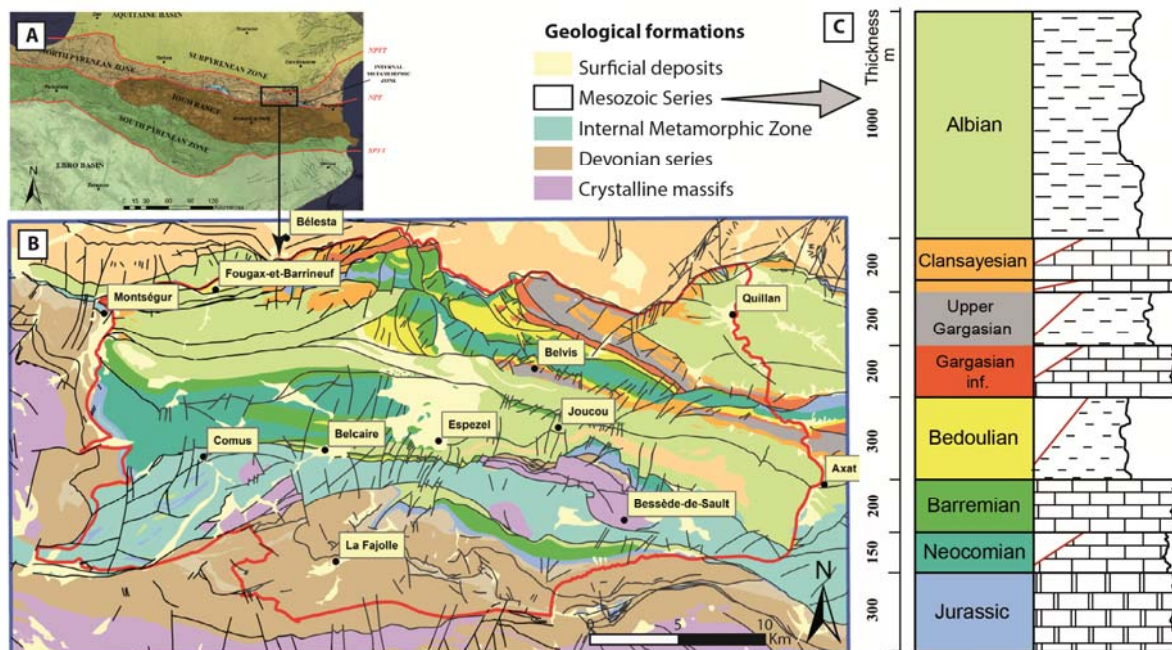 A
AQUITAINE BASIN
NORTH PYRENEAN ZONE
SUBPYRENEAN ZONE
NPFT
INTERNAL
METAMORPHIC
ZONE
NPF
HIGH RANGE
SOUTH PYRENEAN ZONE
SPFT
EBRO BASIN
N
Geological formations
Surficial deposits
Mesozoic Series
Internal Metamorphic Zone
Devonian series
Crystalline massifs
B
Bélesta
Fougax-et-Barrineuf
Montségur
Quillan
Belvis
Joucou
Espezel
Belcaire
Comus
Axat
Bessède-de-Sault
La Fajolle
N
0 5 10
Km
C
Thickness
m
1000
Albian
200
Clansayesian
200
Upper
Gargasian
200
Gargasian
inf.
300
Bedoulian
200
Barremian
150
Neocomian
300
Jurassic